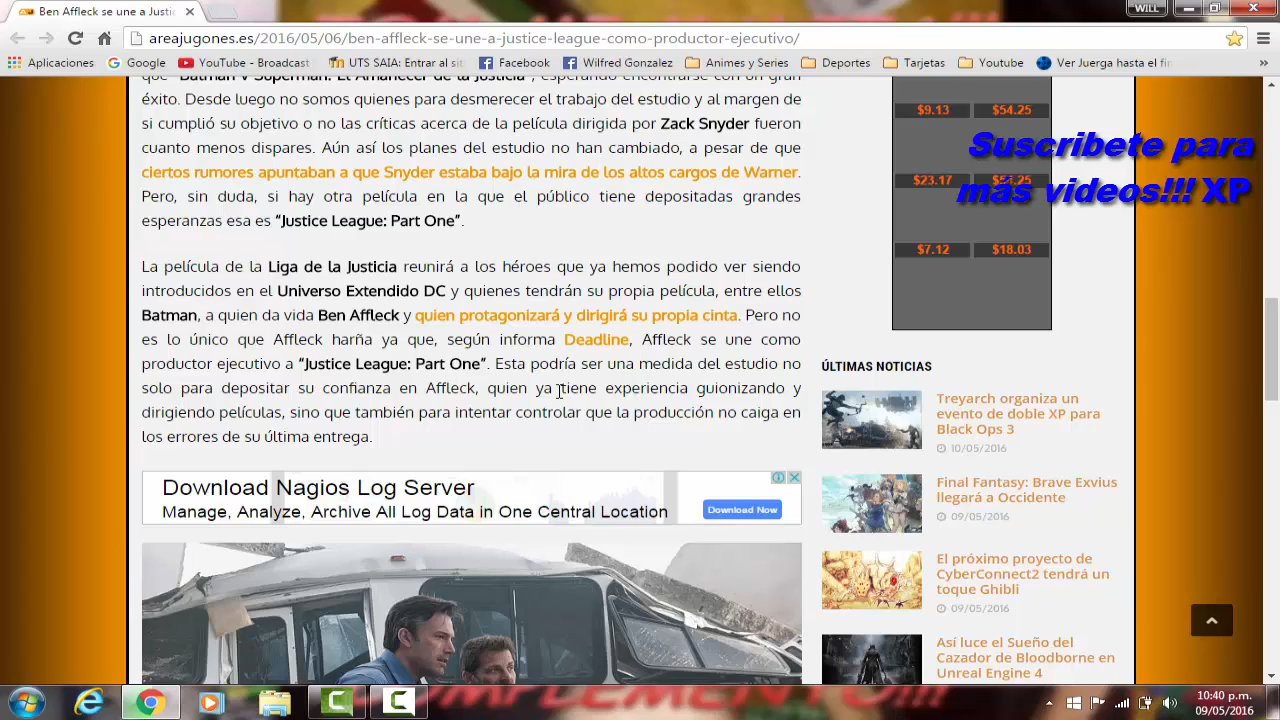 Ben Affleck se une a Justic
WILL
areajugones.es/2016/05/06/ben-affleck-se-une-a-justice-league-como-productor-ejecutivo/
Aplicaciones
Google
YouTube - Broadcast
UTS SAIA: Entrar al sit
Facebook
Wilfred Gonzalez
Animes y Series
Deportes
Tarjetas
Youtube
Ver Juerga hasta el fin
»
que “Batman v Superman: El Amanecer de la Justicia”, esperando encontrarse con un gran
éxito. Desde luego no somos quienes para desmerecer el trabajo del estudio y al margen de
si cumplió su objetivo o no las críticas acerca de la película dirigida por Zack Snyder fueron
cuanto menos dispares. Aún así los planes del estudio no han cambiado, a pesar de que
ciertos rumores apuntaban a que Snyder estaba bajo la mira de los altos cargos de Warner.
Pero, sin duda, si hay otra película en la que el público tiene depositadas grandes
esperanzas esa es “Justice League: Part One”.
La película de la Liga de la Justicia reunirá a los héroes que ya hemos podido ver siendo
introducidos en el Universo Extendido DC y quienes tendrán su propia película, entre ellos
Batman, a quien da vida Ben Affleck y quien protagonizará y dirigirá su propia cinta. Pero no
es lo único que Affleck harña ya que, según informa Deadline, Affleck se une como
productor ejecutivo a “Justice League: Part One”. Esta podría ser una medida del estudio no
solo para depositar su confianza en Affleck, quien ya tiene experiencia guionizando y
dirigiendo películas, sino que también para intentar controlar que la producción no caiga en
los errores de su última entrega.
Download Nagios Log Server
Manage, Analyze, Archive All Log Data in One Central Location
Download Now
$9.13 $54.25
$23.17
$7.12 $18.03
Suscribete para
más videos!!! XP
ÚLTIMAS NOTICIAS
Treyarch organiza un
evento de doble XP para
Black Ops 3
10/05/2016
Final Fantasy: Brave Exvius
llegará a Occidente
09/05/2016
El próximo proyecto de
CyberConnect2 tendrá un
toque Ghibli
09/05/2016
Así luce el Sueño del
Cazador de Bloodborne en
Unreal Engine 4
10:40 p.m.
09/05/2016